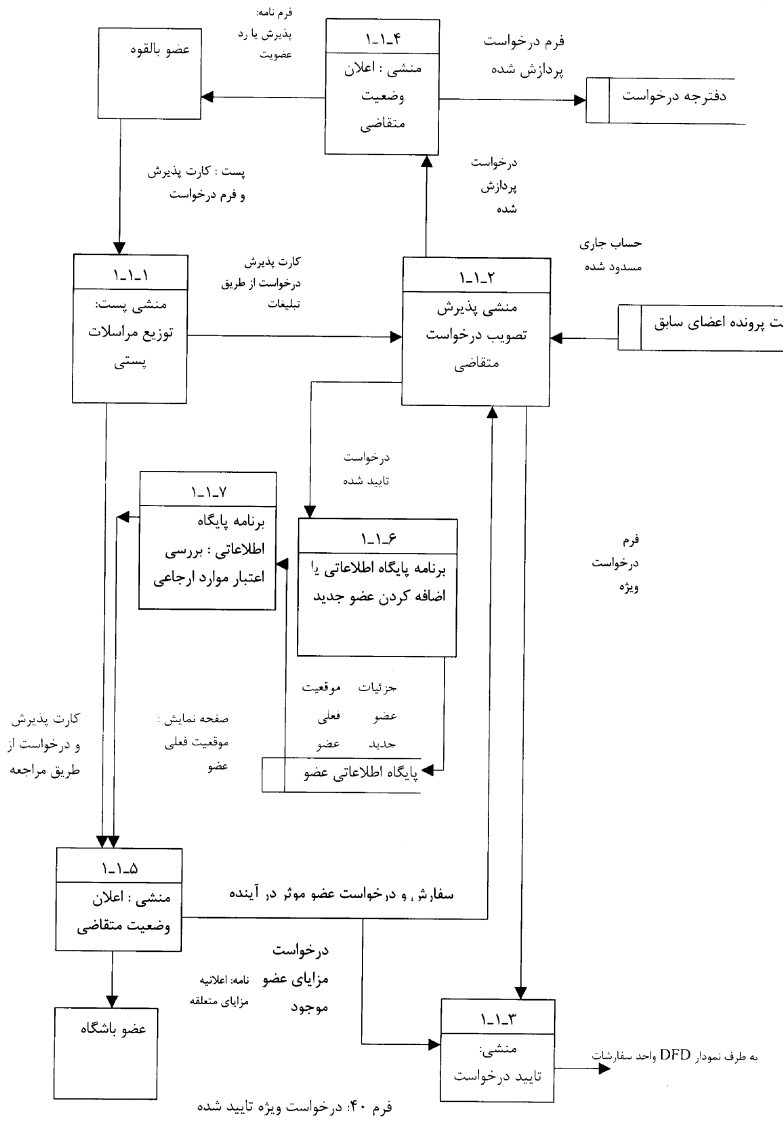 فرم نامه:
پذیرش یا رد
عضویت
عضو بالقوه
۱_۱_۴
منشی : اعلان
وضعیت
متقاضی
فرم درخواست
پردازش شده
دفترچه درخواست
پست : کارت پذیرش
و فرم درخواست
درخواست
پردازش
شده
حساب جاری
مسدود شده
۱_۱_۱
منشی پست:
توزیع مراسلات
پستی
کارت پذیرش
درخواست از طریق
تبلیغات
۱_۱_۲
منشی پذیرش
تصویب درخواست
متقاضی
ت پرونده اعضای سابق
درخواست
تایید شده
۱_۱_۷
برنامه پایگاه
اطلاعاتی : بررسی
اعتبار موارد ارجاعی
۱_۱_۶
برنامه پایگاه اطلاعاتی یا
اضافه کردن عضو جدید
فرم
درخواست
ویژه
جزئیات موقعیت
عضو فعلی
جدید عضو
پایگاه اطلاعاتی عضو
کارت پذیرش
و درخواست از
طریق مراجعه
صفحه نمایش :
موقعیت فعلی
عضو
۱_۱_۵
منشی : اعلان
وضعیت متقاضی
سفارش و درخواست عضو موثر در آینده
درخواست
مزایای عضو
موجود
نامه: اعلانیه
مزایای متعلقه
عضو باشگاه
۱_۱_۳
منشی:
تایید درخواست
به طرف نمودار DFD واحد سفارشات
فرم ۴۰: درخواست ویژه تایید شده